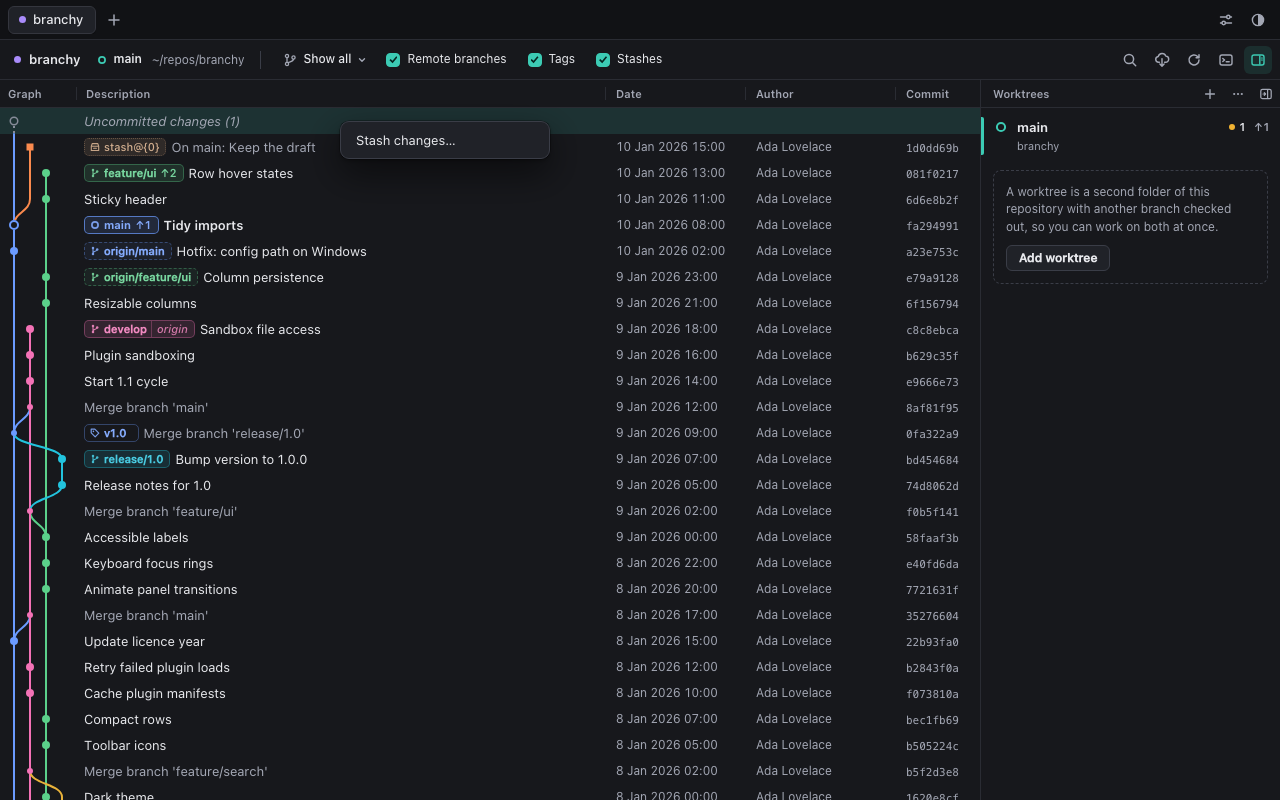 branchy
branchy main ~/repos/branchy Show all Remote branches Tags Stashes
Graph Description Date Author Commit Worktrees
Uncommitted changes (1)
Stash changes...
main 1 ↑1
branchy
stash@{0} On main: Keep the draft 10 Jan 2026 15:00 Ada Lovelace 1d0dd69b
feature/ui ↑2 Row hover states 10 Jan 2026 13:00 Ada Lovelace 081f0217
Sticky header 10 Jan 2026 11:00 Ada Lovelace 6d6e8b2f
main ↑1 Tidy imports 10 Jan 2026 08:00 Ada Lovelace fa294991
origin/main Hotfix: config path on Windows 10 Jan 2026 02:00 Ada Lovelace a23e753c
origin/feature/ui Column persistence 9 Jan 2026 23:00 Ada Lovelace e79a9128
Resizable columns 9 Jan 2026 21:00 Ada Lovelace 6f156794
develop origin Sandbox file access 9 Jan 2026 18:00 Ada Lovelace c8c8ebca
Plugin sandboxing 9 Jan 2026 16:00 Ada Lovelace b629c35f
Start 1.1 cycle 9 Jan 2026 14:00 Ada Lovelace e9666e73
Merge branch 'main' 9 Jan 2026 12:00 Ada Lovelace 8af81f95
v1.0 Merge branch 'release/1.0' 9 Jan 2026 09:00 Ada Lovelace 0fa322a9
release/1.0 Bump version to 1.0.0 9 Jan 2026 07:00 Ada Lovelace bd454684
Release notes for 1.0 9 Jan 2026 05:00 Ada Lovelace 74d8062d
Merge branch 'feature/ui' 9 Jan 2026 02:00 Ada Lovelace f0b5f141
Accessible labels 9 Jan 2026 00:00 Ada Lovelace 58faaf3b
Keyboard focus rings 8 Jan 2026 22:00 Ada Lovelace e40fd6da
Animate panel transitions 8 Jan 2026 20:00 Ada Lovelace 7721631f
Merge branch 'main' 8 Jan 2026 17:00 Ada Lovelace 35276604
Update licence year 8 Jan 2026 15:00 Ada Lovelace 22b93fa0
Retry failed plugin loads 8 Jan 2026 12:00 Ada Lovelace b2843f0a
Cache plugin manifests 8 Jan 2026 10:00 Ada Lovelace f073810a
Compact rows 8 Jan 2026 07:00 Ada Lovelace bec1fb69
Toolbar icons 8 Jan 2026 05:00 Ada Lovelace b505224c
Merge branch 'feature/search' 8 Jan 2026 02:00 Ada Lovelace b5f2d3e8
Dark theme 8 Jan 2026 00:00 Ada Lovelace 1620e8cf
A worktree is a second folder of this
repository with another branch checked
out, so you can work on both at once.
Add worktree